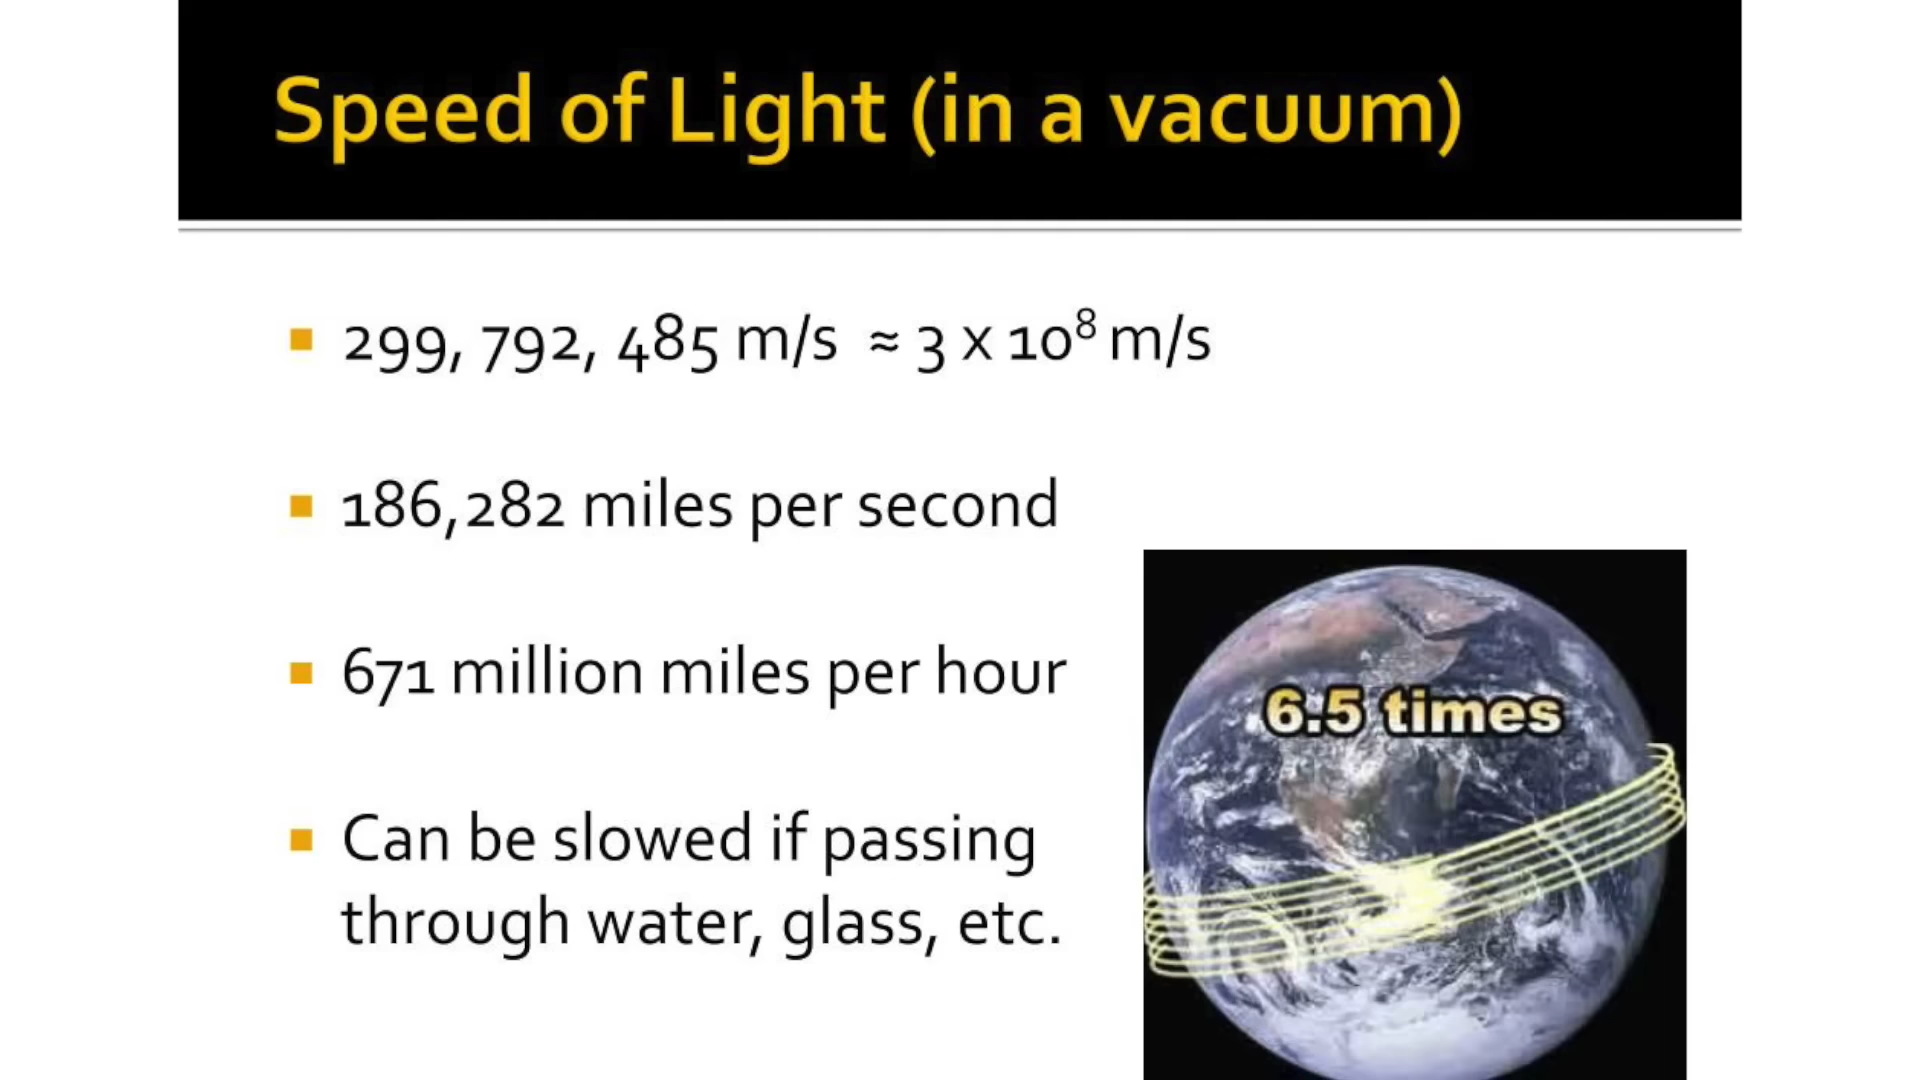 Speed of Light (in a vacuum)
299, 792, 485 m/s ≈ 3 x 10⁸ m/s
186,282 miles per second
671 million miles per hour
6.5 times
Can be slowed if passing
through water, glass, etc.